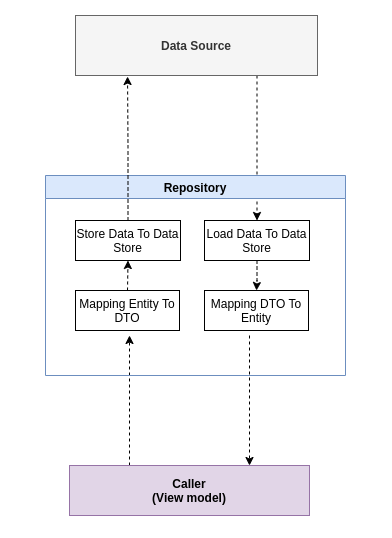 Data Source
Repository
Store Data To Data
Store
Load Data To Data
Store
Mapping Entity To
DTO
Mapping DTO To
Entity
Caller
(View model)